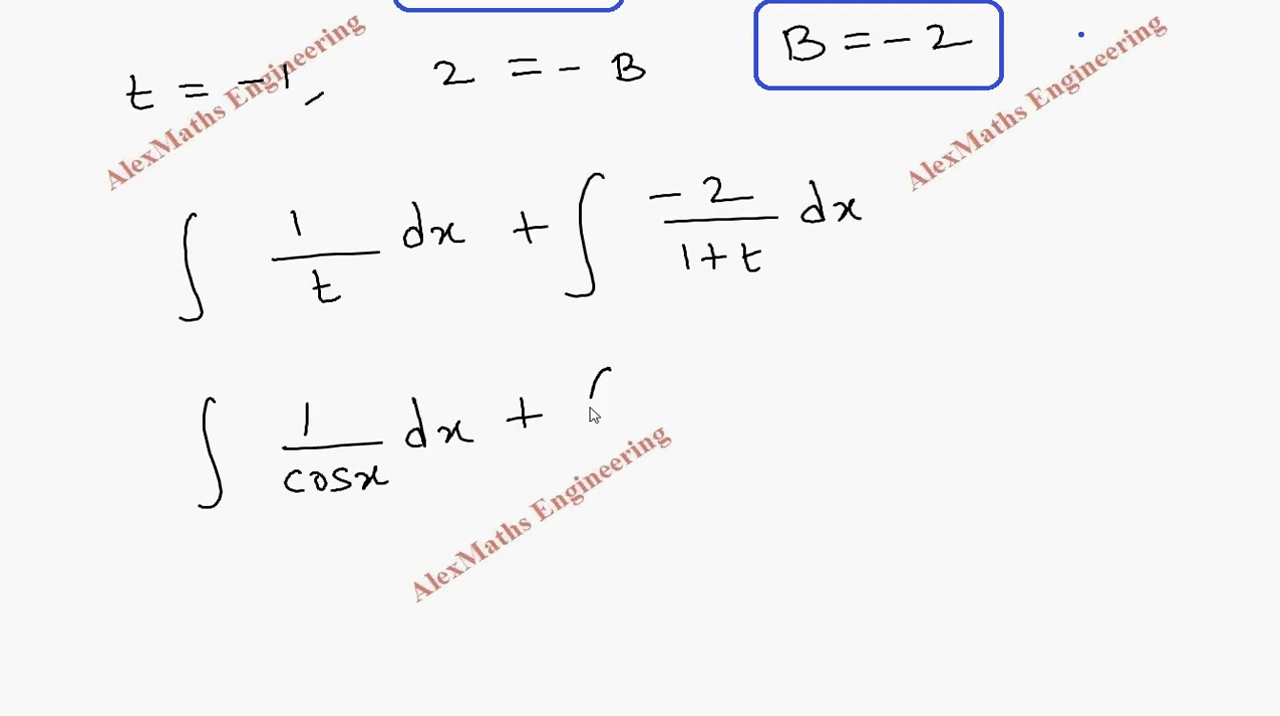 t = -1, 2 = - B B = - 2
∫ 1/t dx + ∫ -2/(1+t) dx
∫ 1/cosx dx +
AlexMaths Engineering
AlexMaths Engineering
AlexMaths Engineering